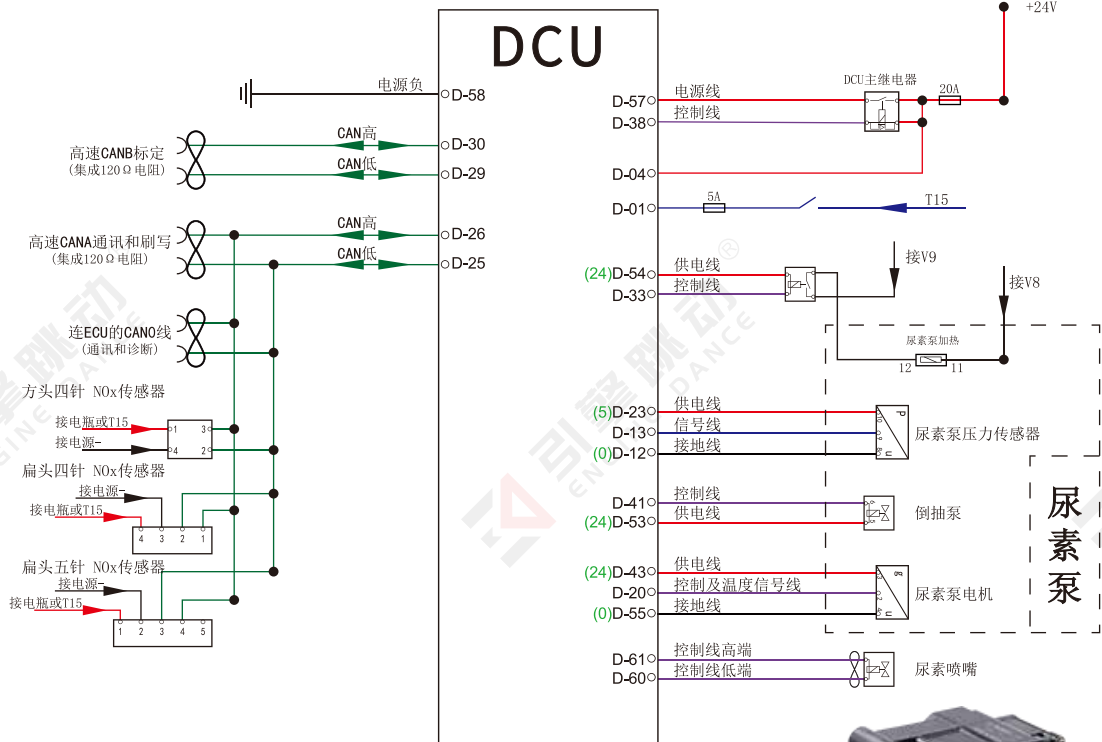 DCU
+24V
电源负
D-58
DCU主继电器
20A
电源线
D-57
控制线
D-38
D-04
高速CANB标定
(集成120Ω电阻)
CAN高
D-30
CAN低
D-29
5A
T15
D-01
高速CANA通讯和刷写
(集成120Ω电阻)
CAN高
D-26
CAN低
D-25
接V9
(24)D-54
供电线
D-33
控制线
接V8
连ECU的CAN0线
(通讯和诊断)
尿素泵加热
12
11
方头四针 NOx传感器
接电瓶或T15
1
3
接电源-
4
2
(5)D-23
供电线
D-13
信号线
(0)D-12
接地线
P
U
尿素泵压力传感器
扁头四针 NOx传感器
接电源-
接电瓶或T15
4
3
2
1
D-41
控制线
(24)D-53
供电线
倒抽泵
尿素泵
扁头五针 NOx传感器
接电源-
接电瓶或T15
1
2
3
4
5
(24)D-43
供电线
D-20
控制及温度信号线
(0)D-55
接地线
尿素泵电机
D-61
控制线高端
D-60
控制线低端
尿素喷嘴
引擎跳动®
ENGINE DANCE